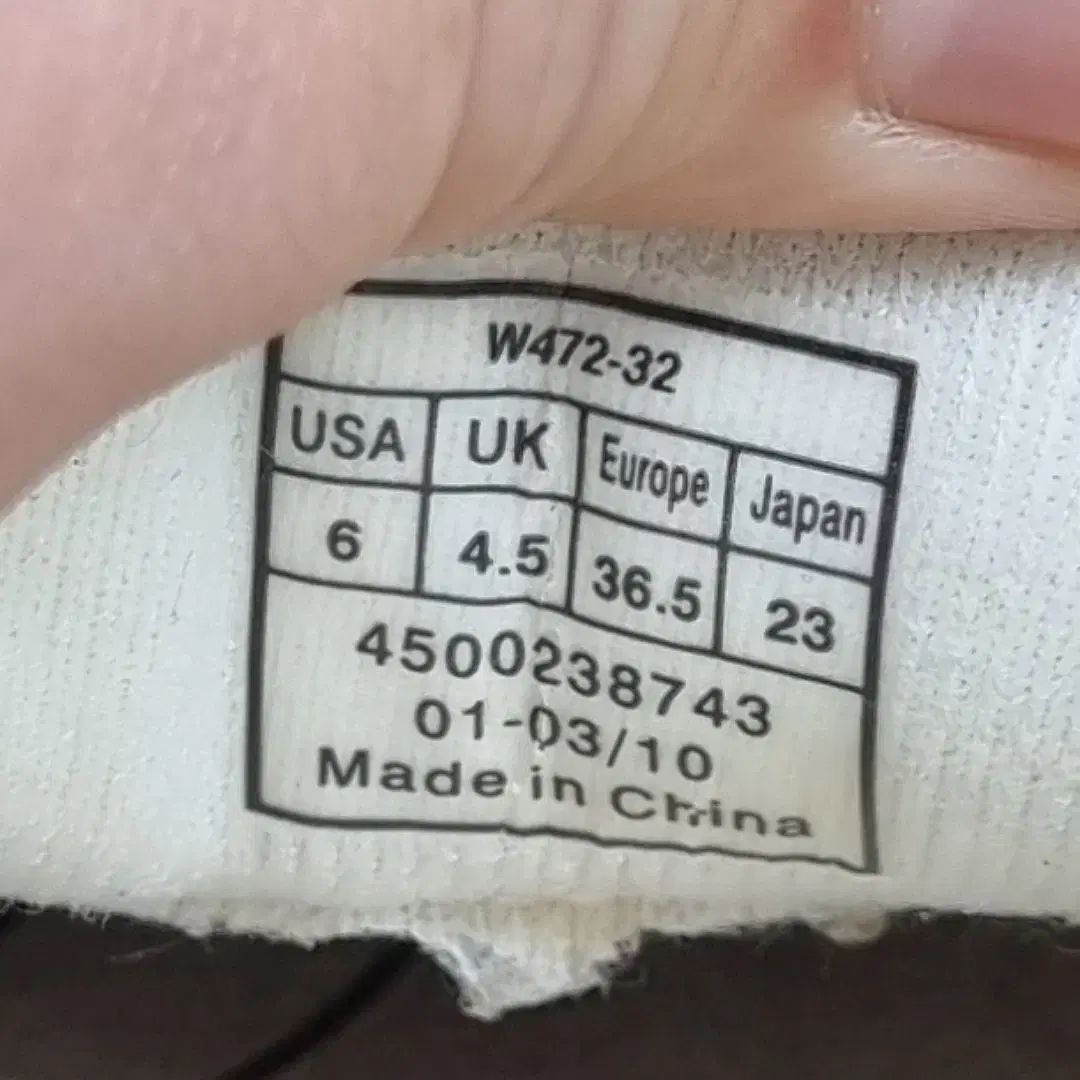 W472-32
USA UK Europe Japan
6 4.5 36.5 23
4500238743
01-03/10
Made in China